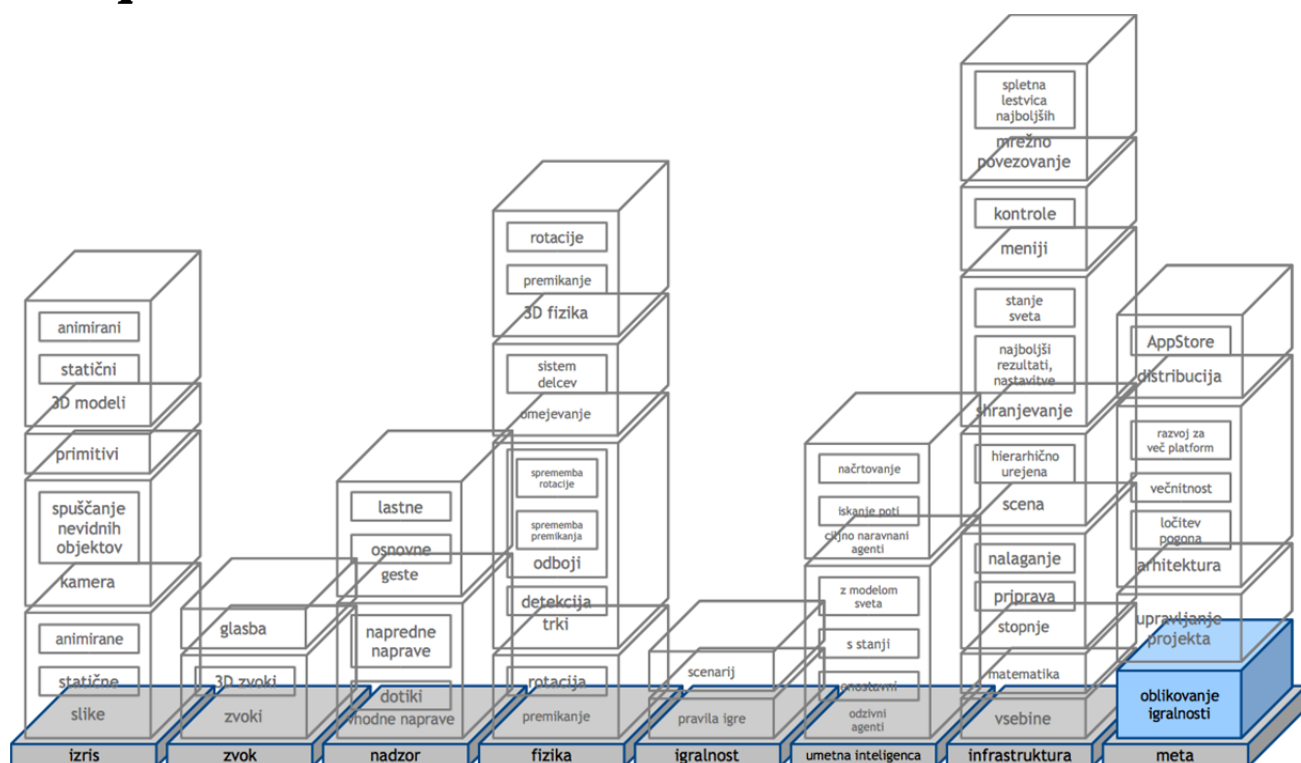 animirani
statični
3D modeli
primitivi
spuščanje
nevidnih
objektov
kamera
animirane
statične
slike
izris
glasba
3D zvoki
zvoki
zvok
lastne
osnovne
geste
napredne
naprave
dotiki
vhodne naprave
nadzor
rotacije
premikanje
3D fizika
sistem
delcev
omejevanje
sprememba
rotacije
sprememba
premikanja
odboji
detekcija
trki
rotacija
premikanje
fizika
scenarij
pravila igre
igralnost
načrtovanje
iskanje poti
ciljno naravnani
agenti
z modelom
sveta
s stanji
enostavni
odzivni
agenti
umetna inteligenca
spletna
lestvica
najboljših
mrežno
povezovanje
kontrole
meniji
stanje
sveta
najboljši
rezultati,
nastavitve
shranjevanje
hierarhično
urejena
scena
nalaganje
priprava
stopnje
matematika
vsebine
infrastruktura
AppStore
distribucija
razvoj za
več platform
večnitnost
ločitev
pogona
arhitektura
upravljanje
projekta
oblikovanje
igralnosti
meta